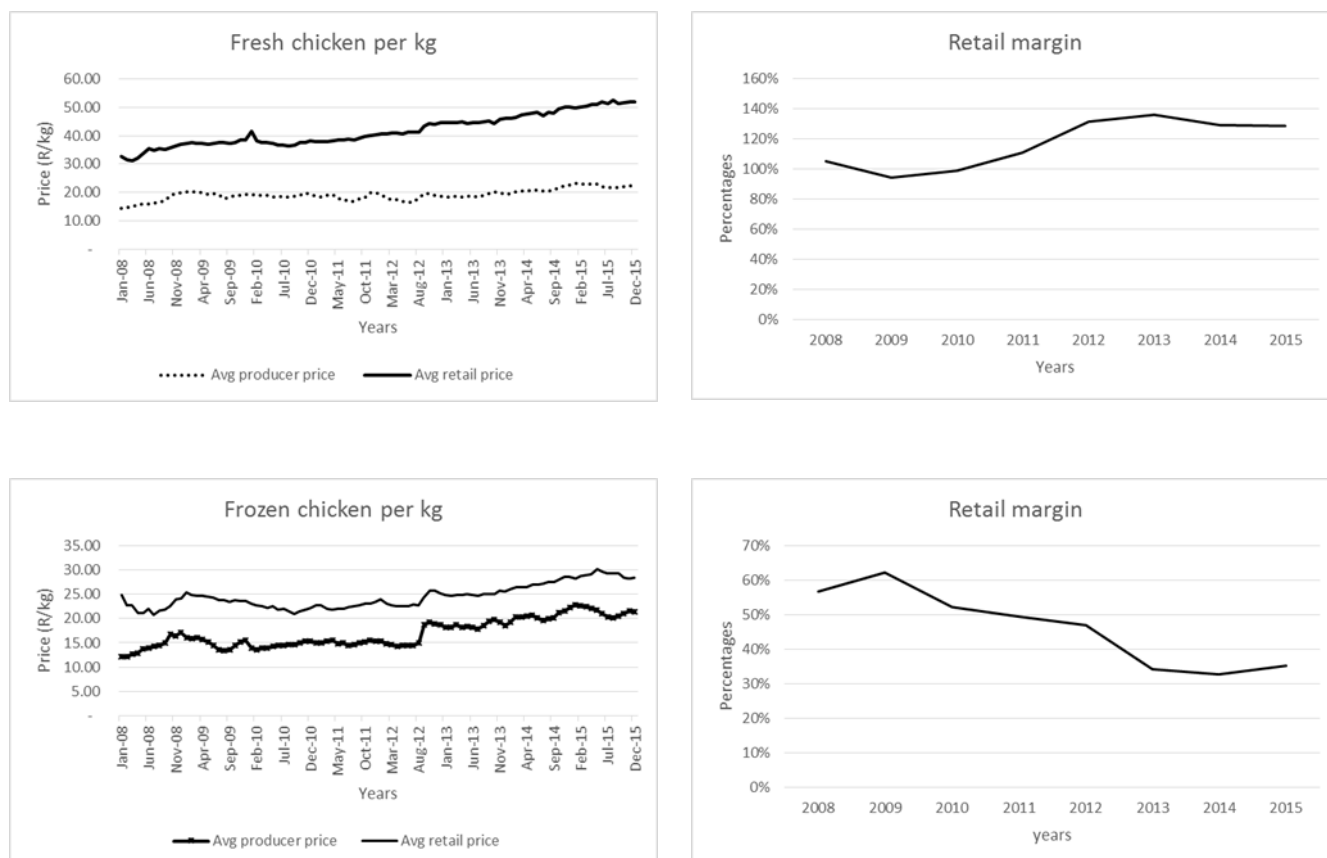 Fresh chicken per kg
60.00
50.00
40.00
30.00
20.00
10.00
-
Price (R/kg)
Jan-08
Jun-08
Nov-08
Apr-09
Sep-09
Feb-10
Jul-10
Dec-10
May-11
Oct-11
Mar-12
Aug-12
Jan-13
Jun-13
Nov-13
Apr-14
Sep-14
Feb-15
Jul-15
Dec-15
Years
Avg producer price Avg retail price
Retail margin
160%
140%
120%
100%
80%
60%
40%
20%
0%
Percentages
2008 2009 2010 2011 2012 2013 2014 2015
Years
Frozen chicken per kg
35.00
30.00
25.00
20.00
15.00
10.00
5.00
-
Price (R/kg)
Jan-08
Jun-08
Nov-08
Apr-09
Sep-09
Feb-10
Jul-10
Dec-10
May-11
Oct-11
Mar-12
Aug-12
Jan-13
Jun-13
Nov-13
Apr-14
Sep-14
Feb-15
Jul-15
Dec-15
Years
Avg producer price Avg retail price
Retail margin
70%
60%
50%
40%
30%
20%
10%
0%
Percentages
2008 2009 2010 2011 2012 2013 2014 2015
years